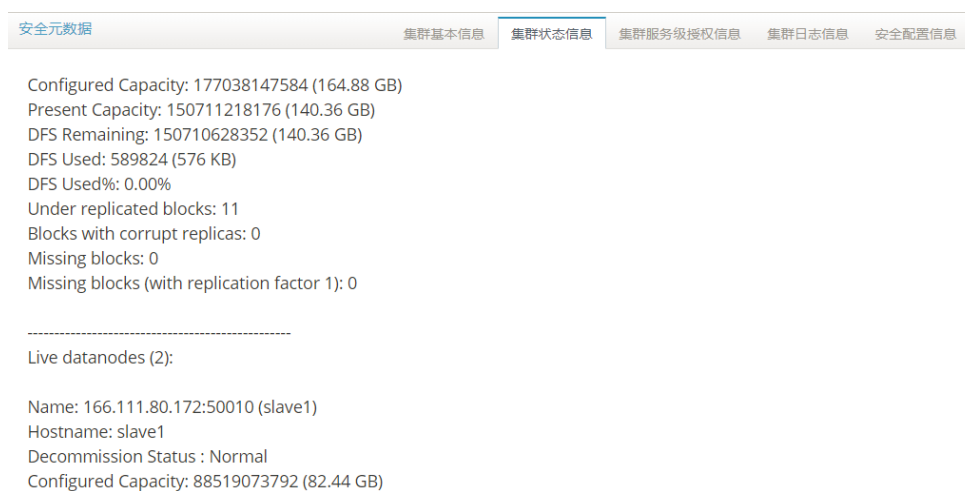 安全元数据
集群基本信息 集群状态信息 集群服务级授权信息 集群日志信息 安全配置信息
Configured Capacity: 177038147584 (164.88 GB)
Present Capacity: 150711218176 (140.36 GB)
DFS Remaining: 150710628352 (140.36 GB)
DFS Used: 589824 (576 KB)
DFS Used%: 0.00%
Under replicated blocks: 11
Blocks with corrupt replicas: 0
Missing blocks: 0
Missing blocks (with replication factor 1): 0
-------------------------------------------------
Live datanodes (2):
Name: 166.111.80.172:50010 (slave1)
Hostname: slave1
Decommission Status : Normal
Configured Capacity: 88519073792 (82.44 GB)